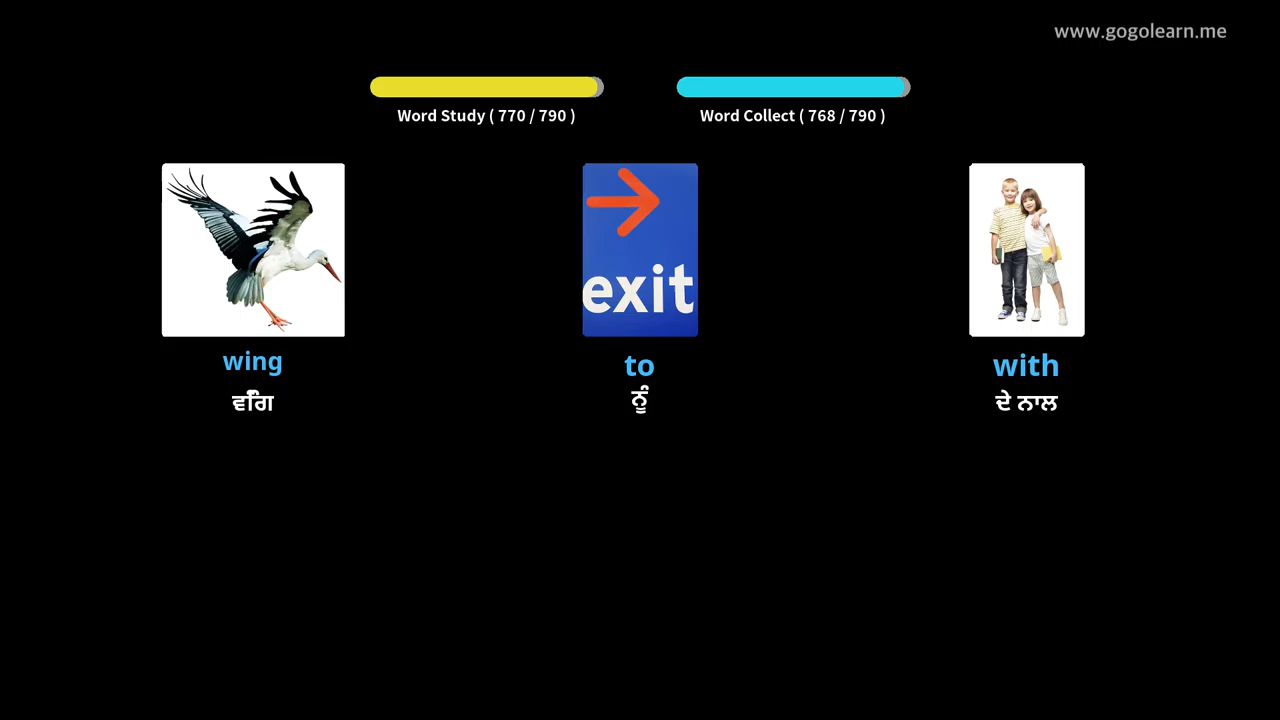 www.gogolearn.me
Word Study ( 770 / 790 )
Word Collect ( 768 / 790 )
exit
wing
to
with
ਨੂੰ
ਦੇ ਨਾਲ